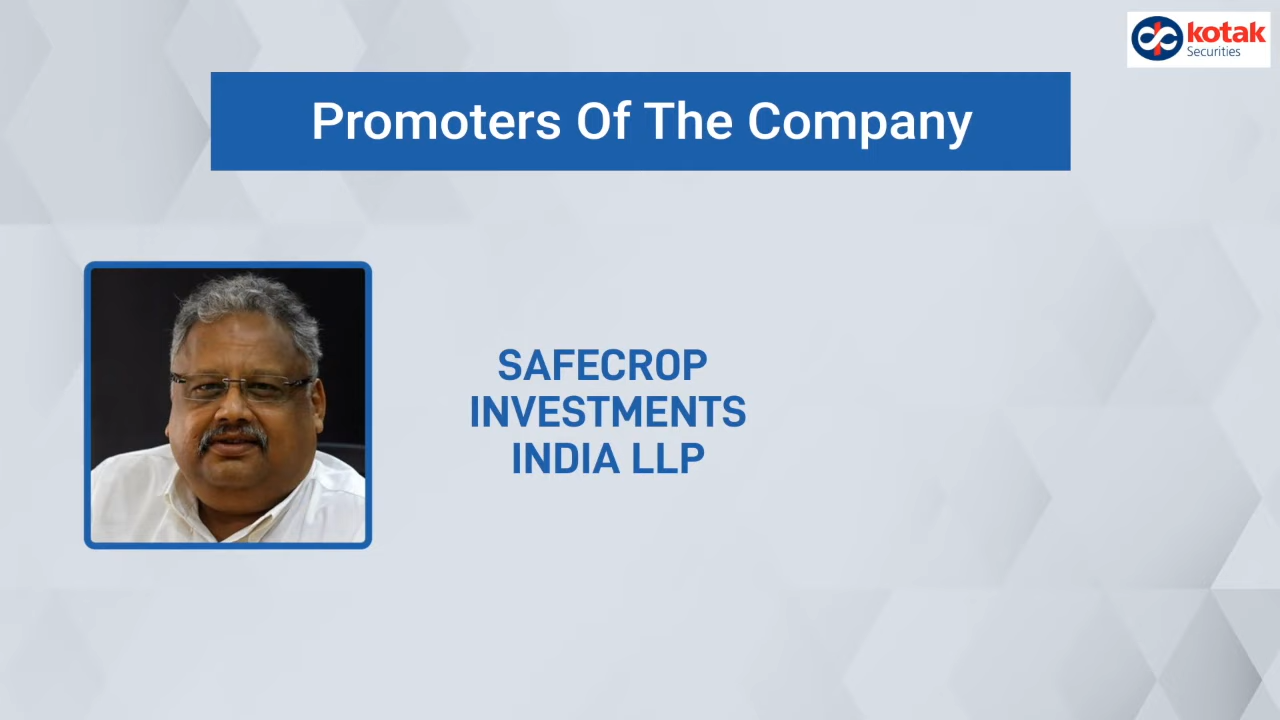 kotak
Securities
Promoters Of The Company
SAFECROP
INVESTMENTS
INDIA LLP